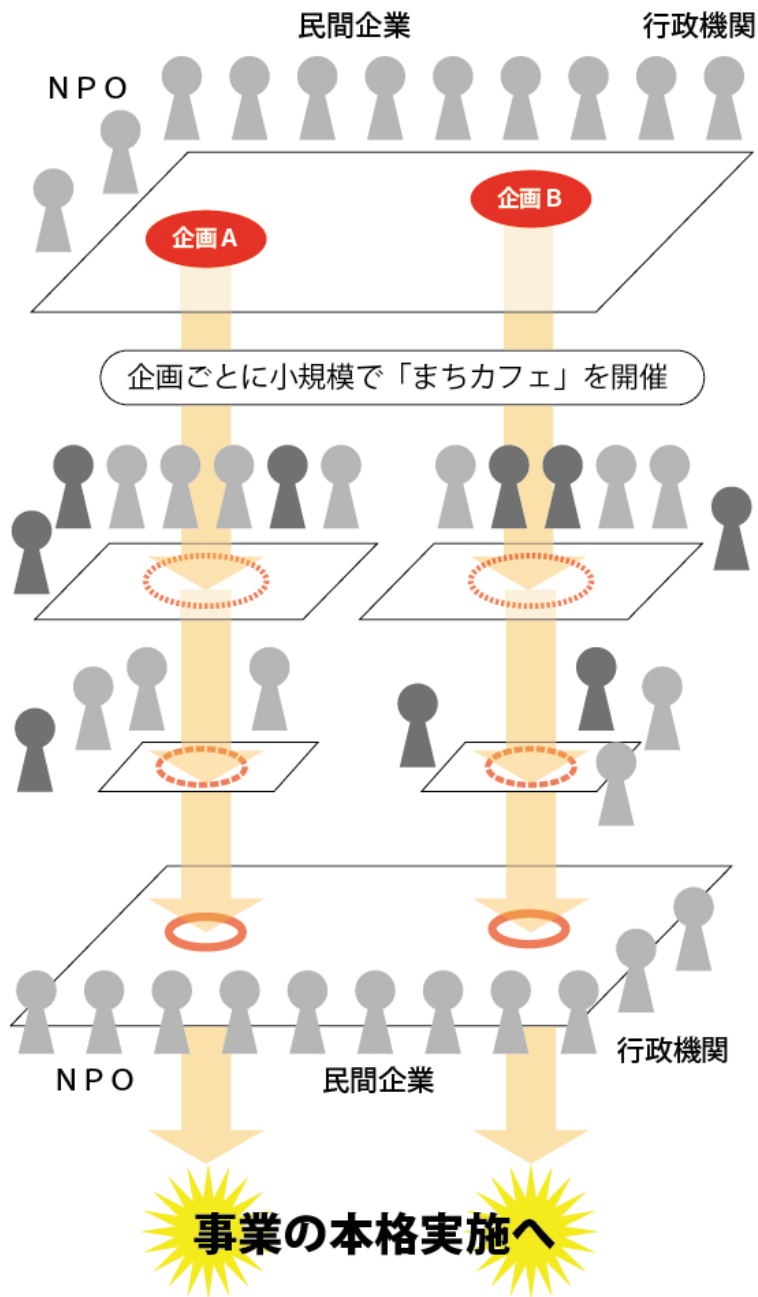 民間企業
行政機関
ＮＰＯ
企画Ｂ
企画Ａ
企画ごとに小規模で「まちカフェ」を開催
行政機関
ＮＰＯ
民間企業
事業の本格実施へ